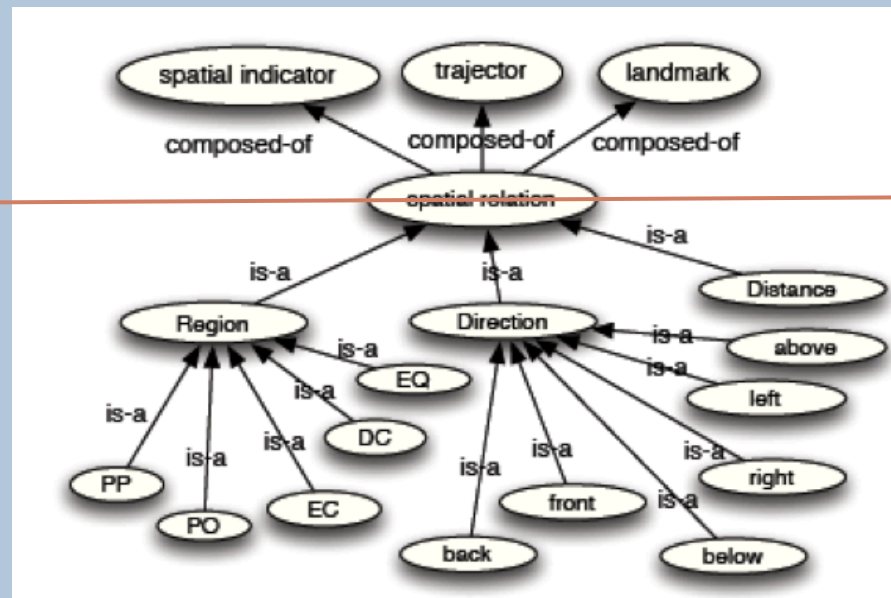 spatial indicator
trajector
landmark
composed-of
composed-of
composed-of
spatial relation
is-a
is-a
is-a
Distance
Region
Direction
is-a
above
is-a
EQ
is-a
left
is-a
DC
is-a
is-a
is-a
is-a
is-a
is-a
right
PP
is-a
EC
front
is-a
PO
back
below